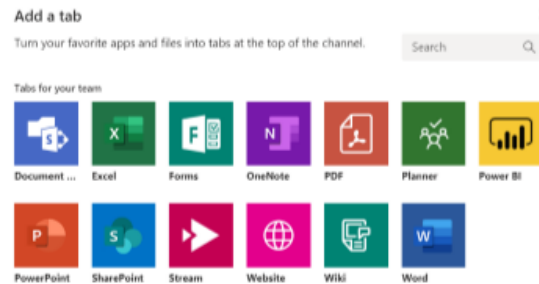 Add a tab
Turn your favorite apps and files into tabs at the top of the channel.
Search
Tabs for your team
Document ... Excel Forms OneNote PDF Planner Power BI
PowerPoint SharePoint Stream Website Wiki Word